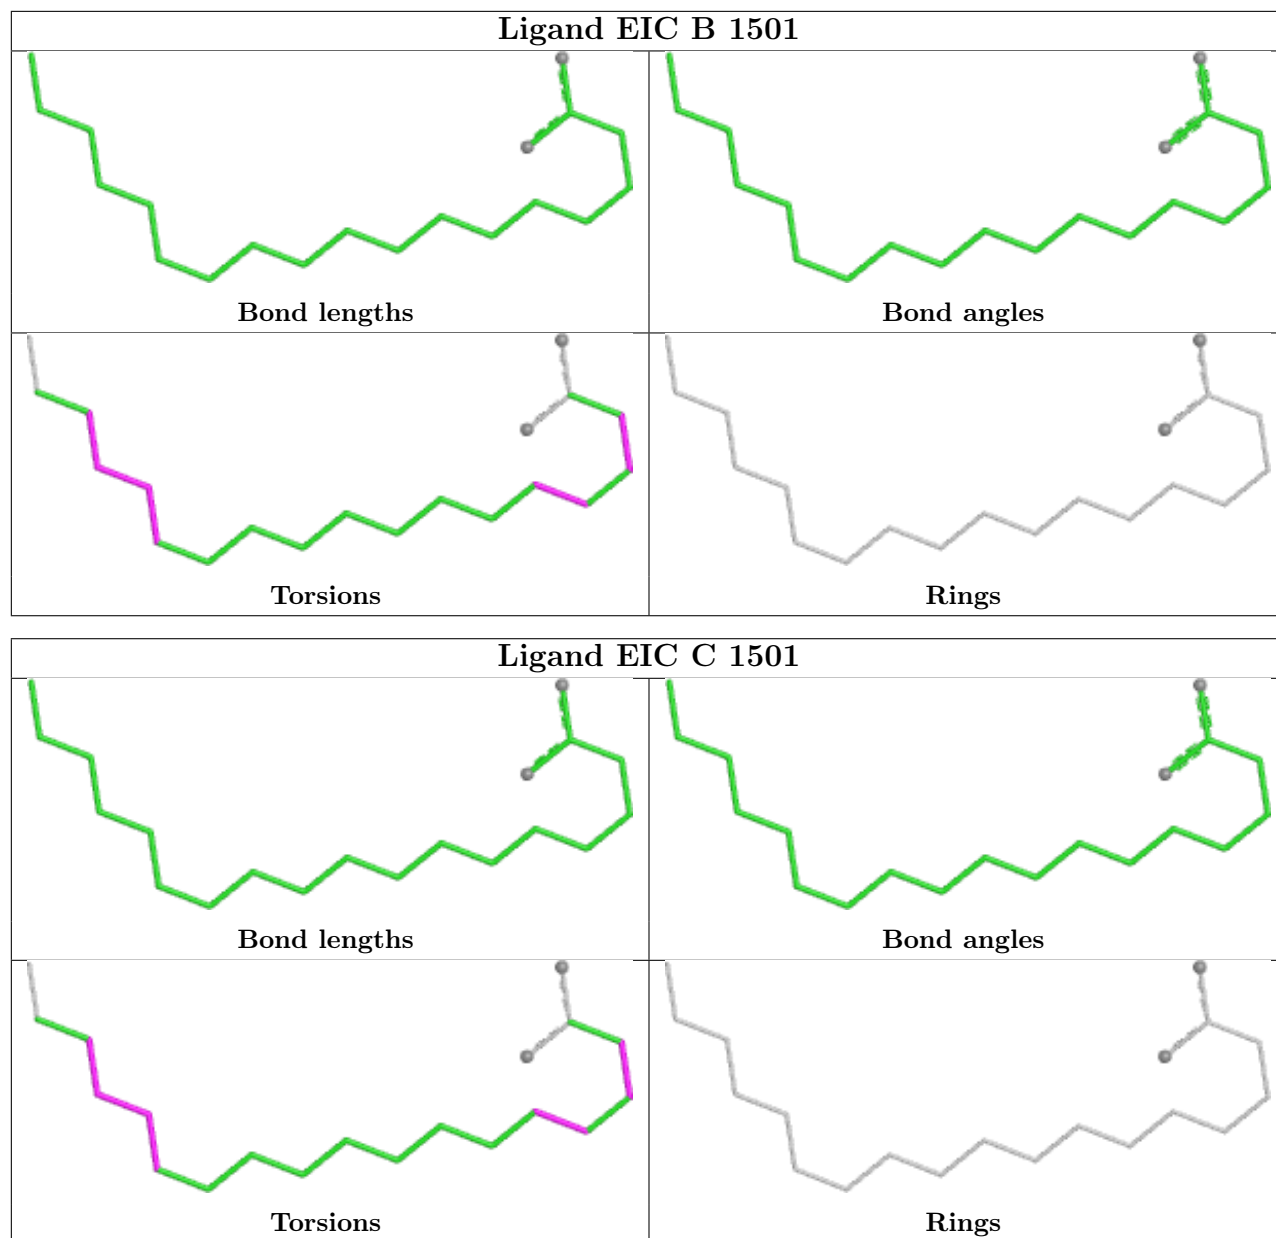 Ligand EIC B 1501
Bond lengths
Bond angles
Torsions
Rings
Ligand EIC C 1501
Bond lengths
Bond angles
Torsions
Rings